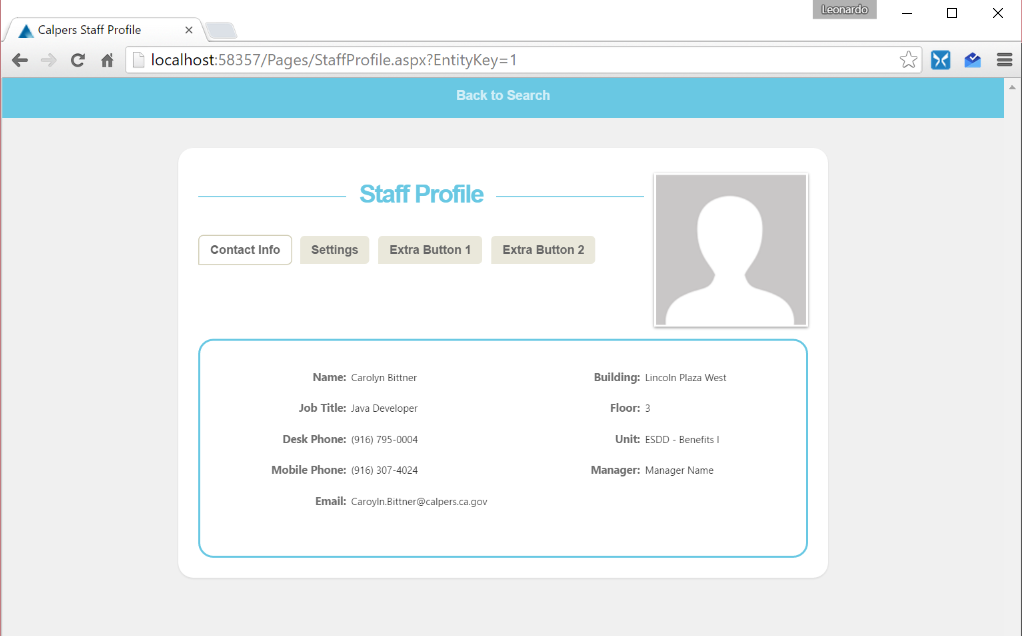 Leonardo
Calpers Staff Profile
localhost:58357/Pages/StaffProfile.aspx?EntityKey=1
Back to Search
Staff Profile
Contact Info Settings Extra Button 1 Extra Button 2
Name: Carolyn Bittner Building: Lincoln Plaza West
Job Title: Java Developer Floor: 3
Desk Phone: (916) 795-0004 Unit: ESDD - Benefits I
Mobile Phone: (916) 307-4024 Manager: Manager Name
Email: Caroyln.Bittner@calpers.ca.gov